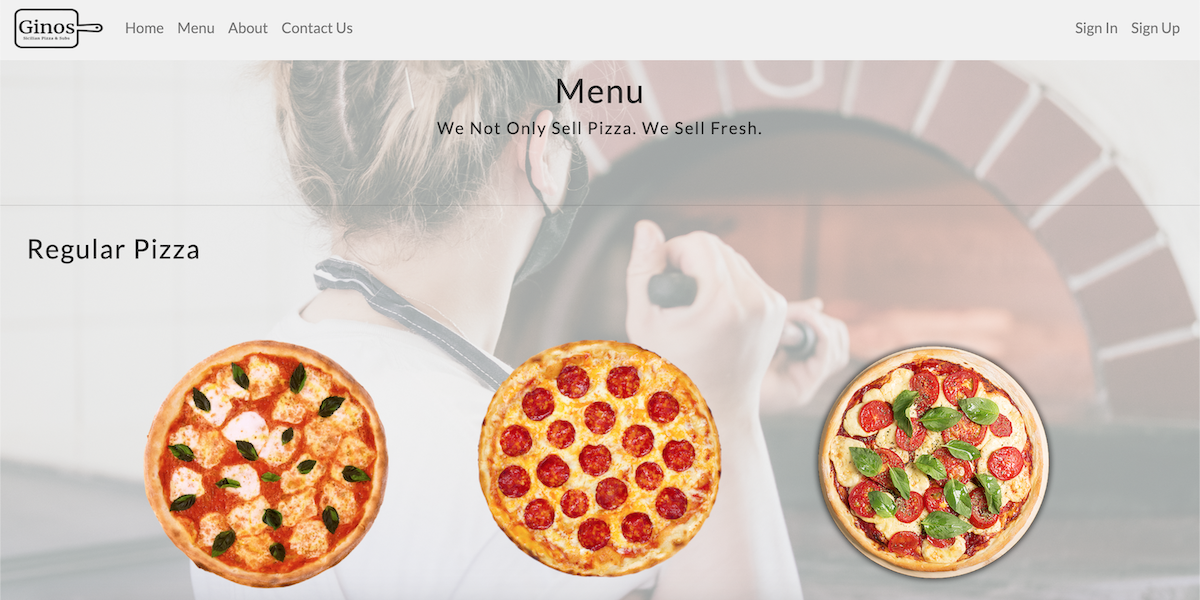 Ginos
Sicilian Pizza & Subs
Home Menu About Contact Us
Sign In Sign Up
Menu
We Not Only Sell Pizza. We Sell Fresh.
Regular Pizza